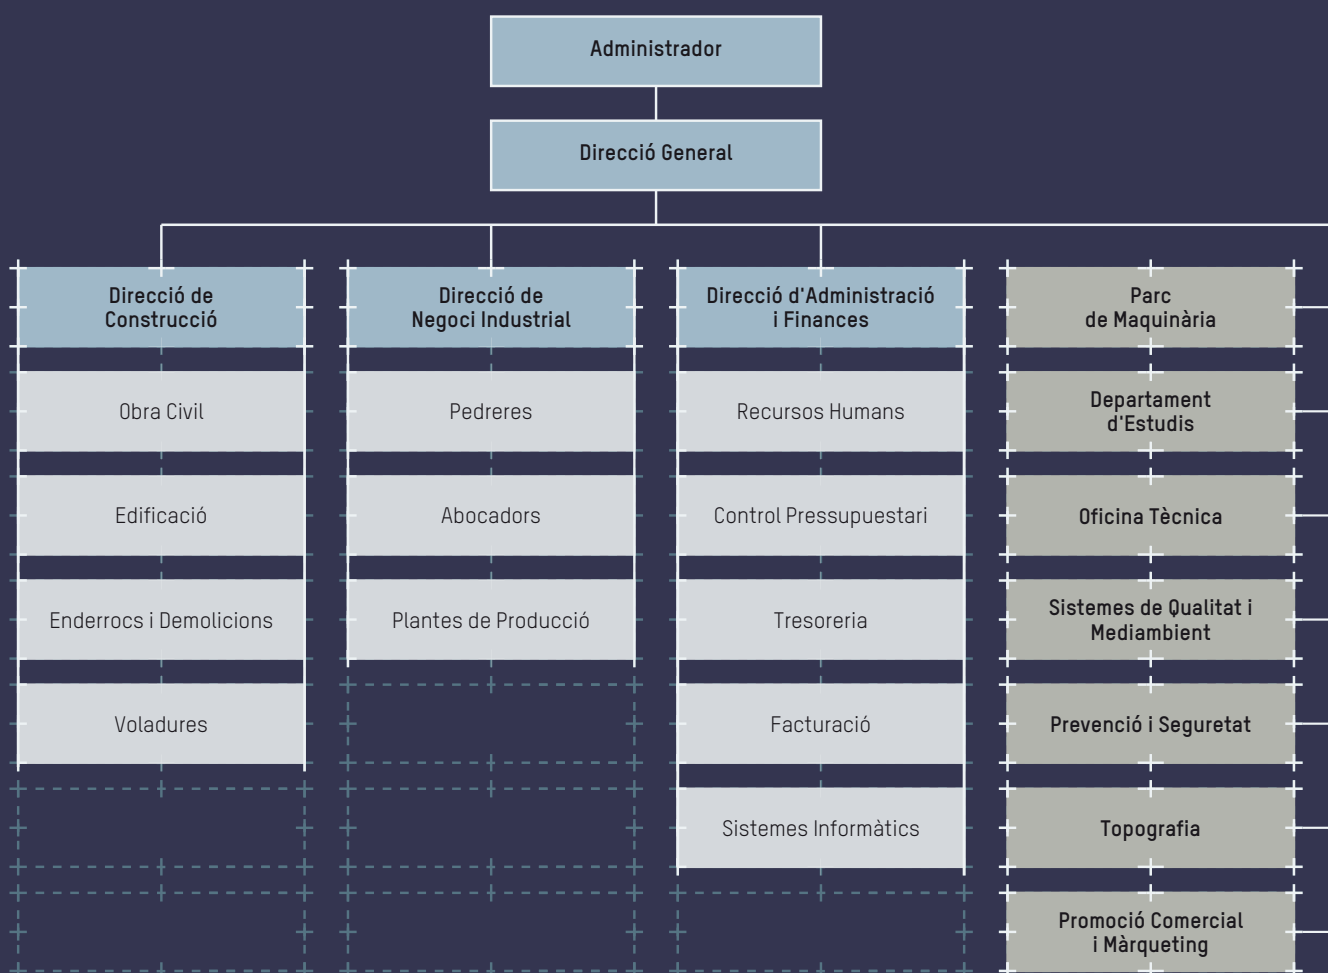 Administrador
Direcció General
Direcció de
Construcció
Obra Civil
Edificació
Enderrocs i Demolicions
Voladures
Direcció de
Negoci Industrial
Pedreres
Abocadors
Plantes de Producció
Direcció d'Administració
i Finances
Recursos Humans
Control Pressupuestari
Tresoreria
Facturació
Sistemes Informàtics
Parc
de Maquinària
Departament
d'Estudis
Oficina Tècnica
Sistemes de Qualitat i
Mediambient
Prevenció i Seguretat
Topografia
Promoció Comercial
i Màrqueting